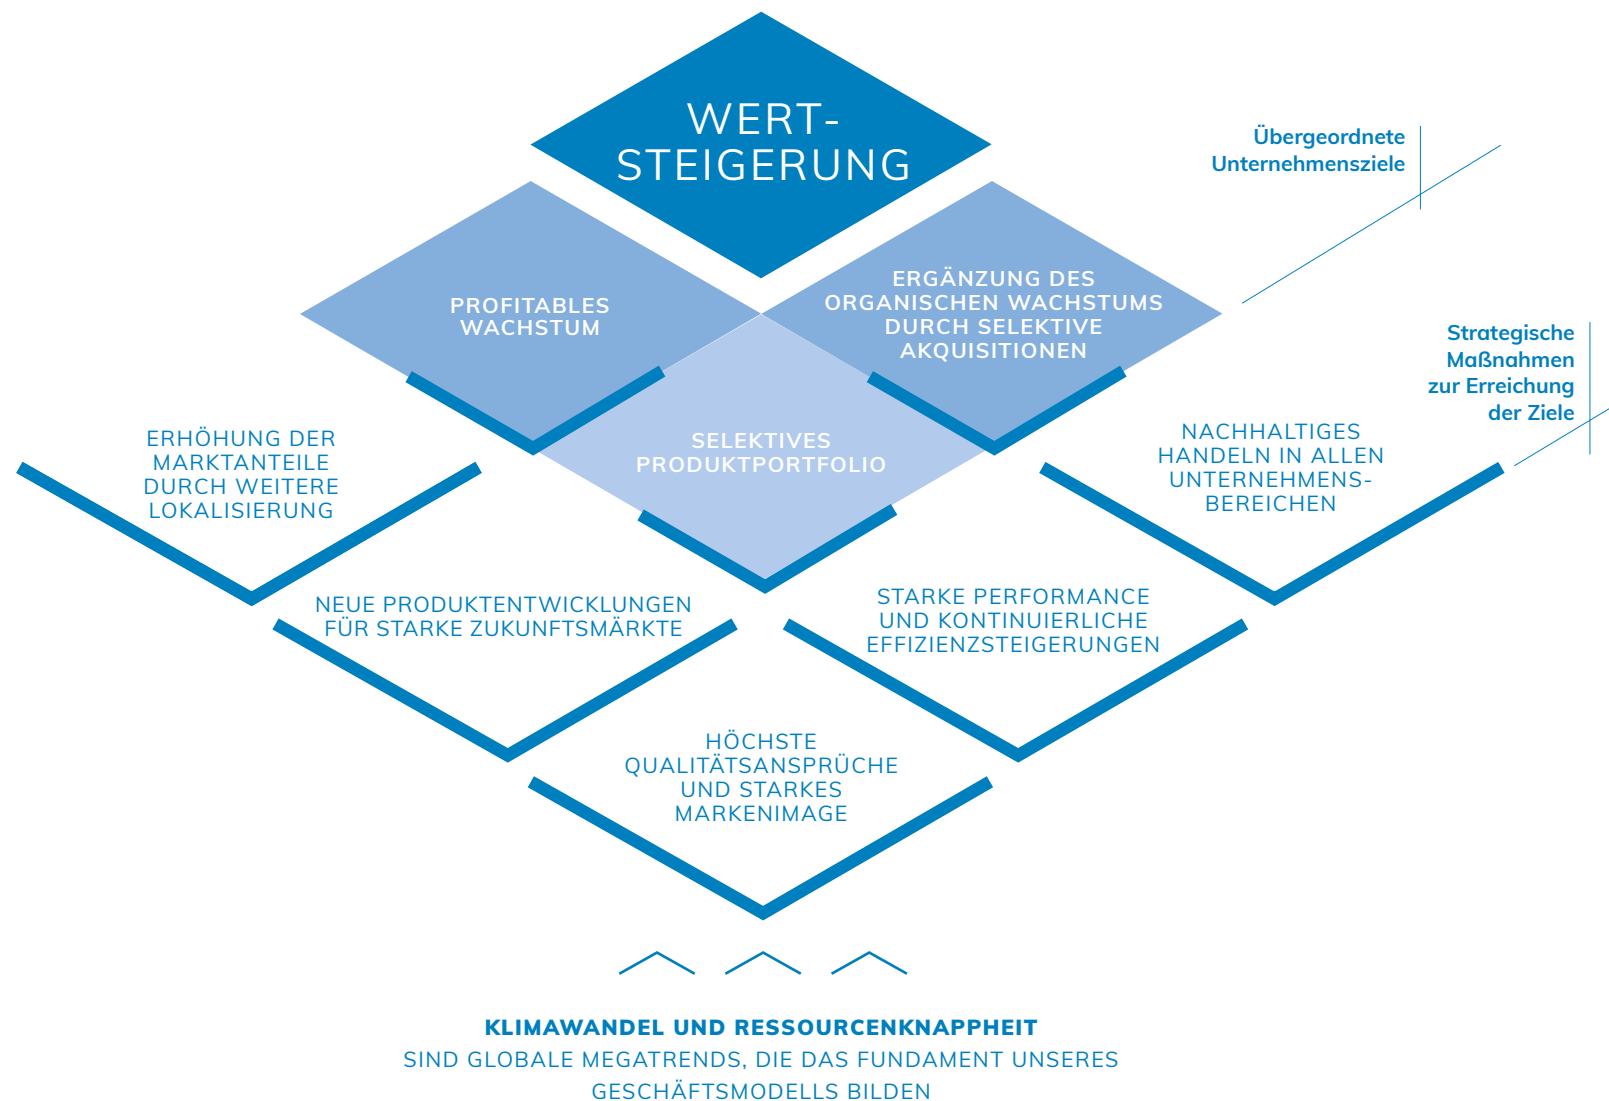 WERT-
STEIGERUNG
Übergeordnete
Unternehmensziele
PROFITABLES
WACHSTUM
ERGÄNZUNG DES
ORGANISCHEN WACHSTUMS
DURCH SELEKTIVE
AKQUISITIONEN
Strategische
Maßnahmen
zur Erreichung
der Ziele
SELEKTIVES
PRODUKTPORTFOLIO
ERHÖHUNG DER
MARKTANTEILE
DURCH WEITERE
LOKALISIERUNG
NACHHALTIGES
HANDELN IN ALLEN
UNTERNEHMENS-
BEREICHEN
NEUE PRODUKTENTWICKLUNGEN
FÜR STARKE ZUKUNFTSMÄRKTE
STARKE PERFORMANCE
UND KONTINUIERLICHE
EFFIZIENZSTEIGERUNGEN
HÖCHSTE
QUALITÄTSANSPRÜCHE
UND STARKES
MARKENIMAGE
KLIMAWANDEL UND RESSOURCENKNAPPHEIT
SIND GLOBALE MEGATRENDS, DIE DAS FUNDAMENT UNSERES
GESCHÄFTSMODELLS BILDEN